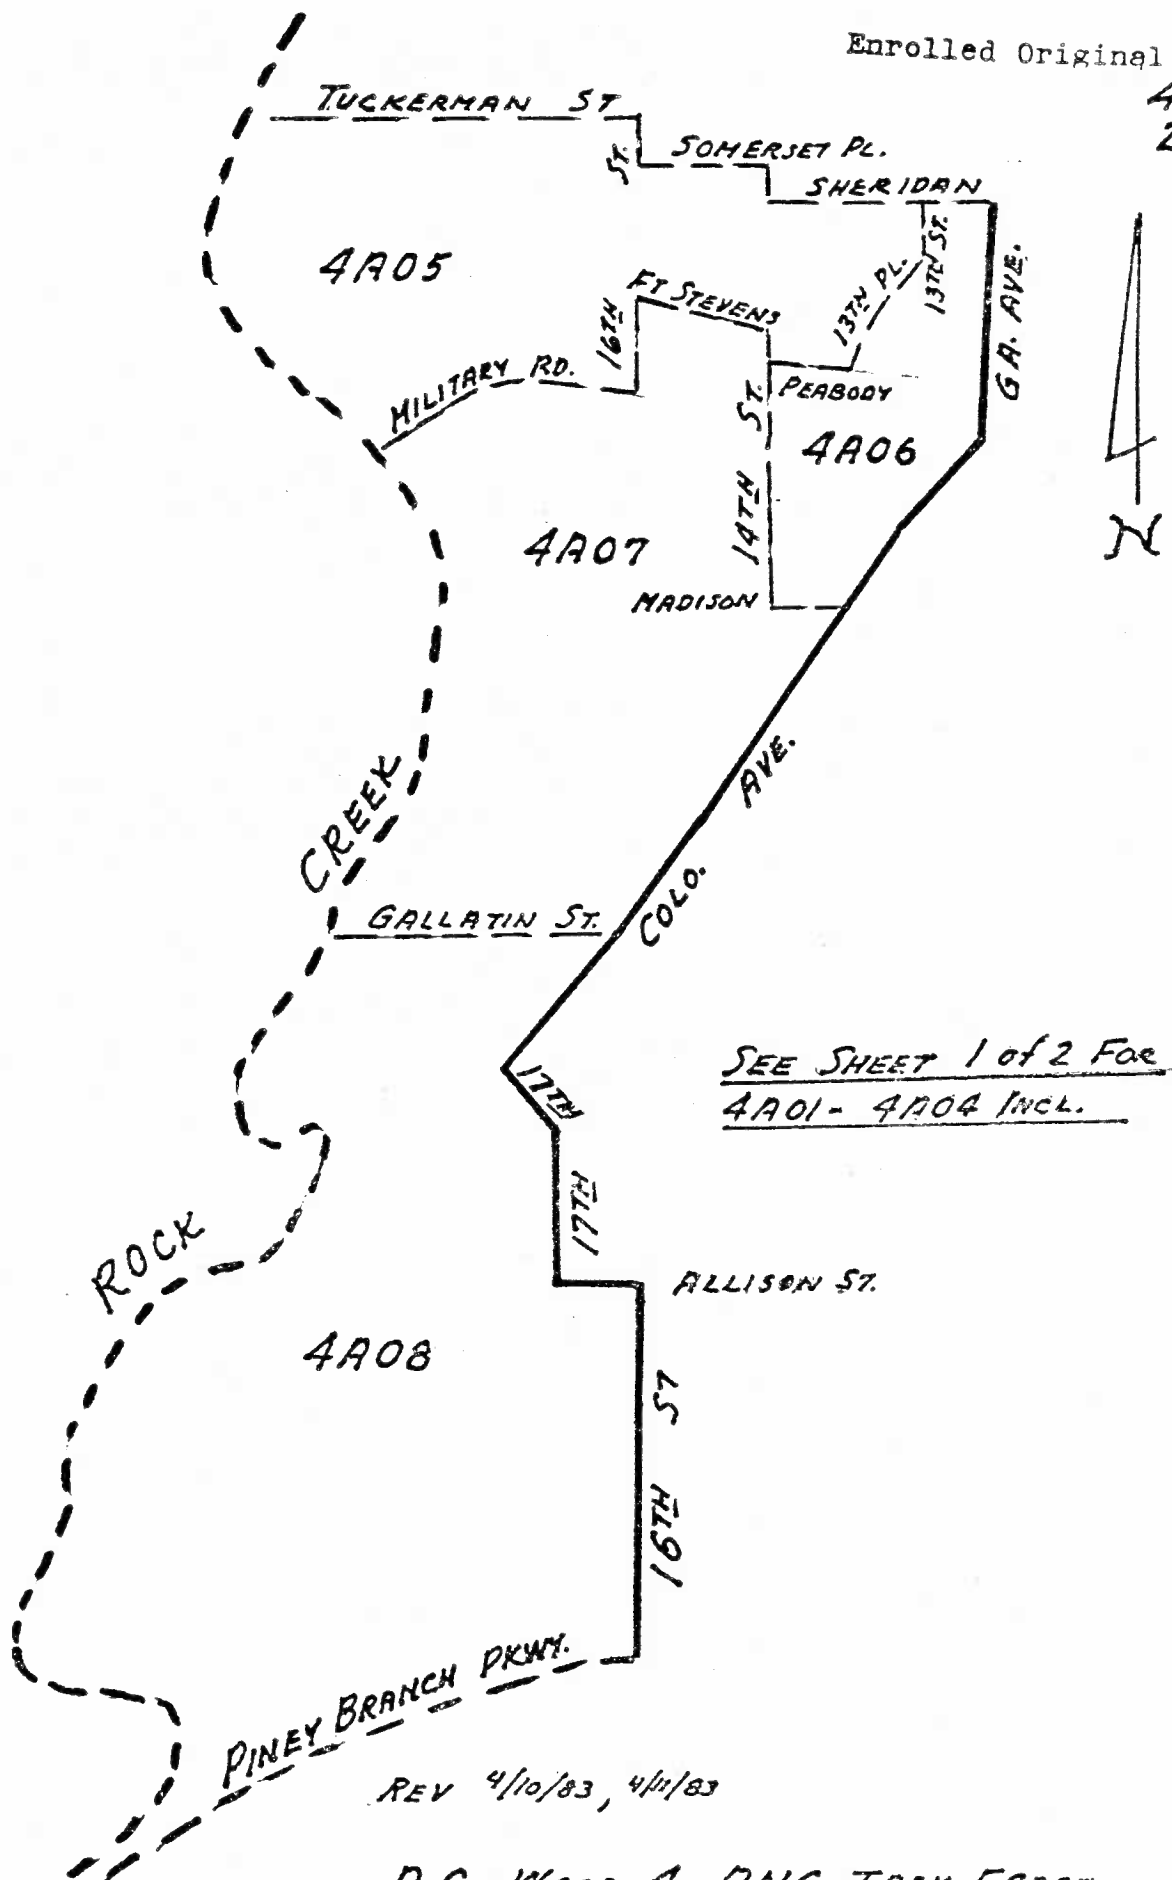 Enrolled Original
TUCKERMAN ST
ST.
SOMERSET PL.
SHERIDAN
13TH ST.
GA. AVE.
4A05
FT STEVENS
13TH PL.
16TH
MILITARY RD.
PEABODY
ST.
4A06
14TH
N
4A07
MADISON
CREEK
AVE.
COLO.
GALLATIN ST.
SEE SHEET 1 of 2 FOR
4A01 - 4A04 INCL.
17TH
17TH
ROCK
ALLISON ST.
4A08
16TH ST
PINEY BRANCH PKWY.
REV 4/10/83, 4/11/83